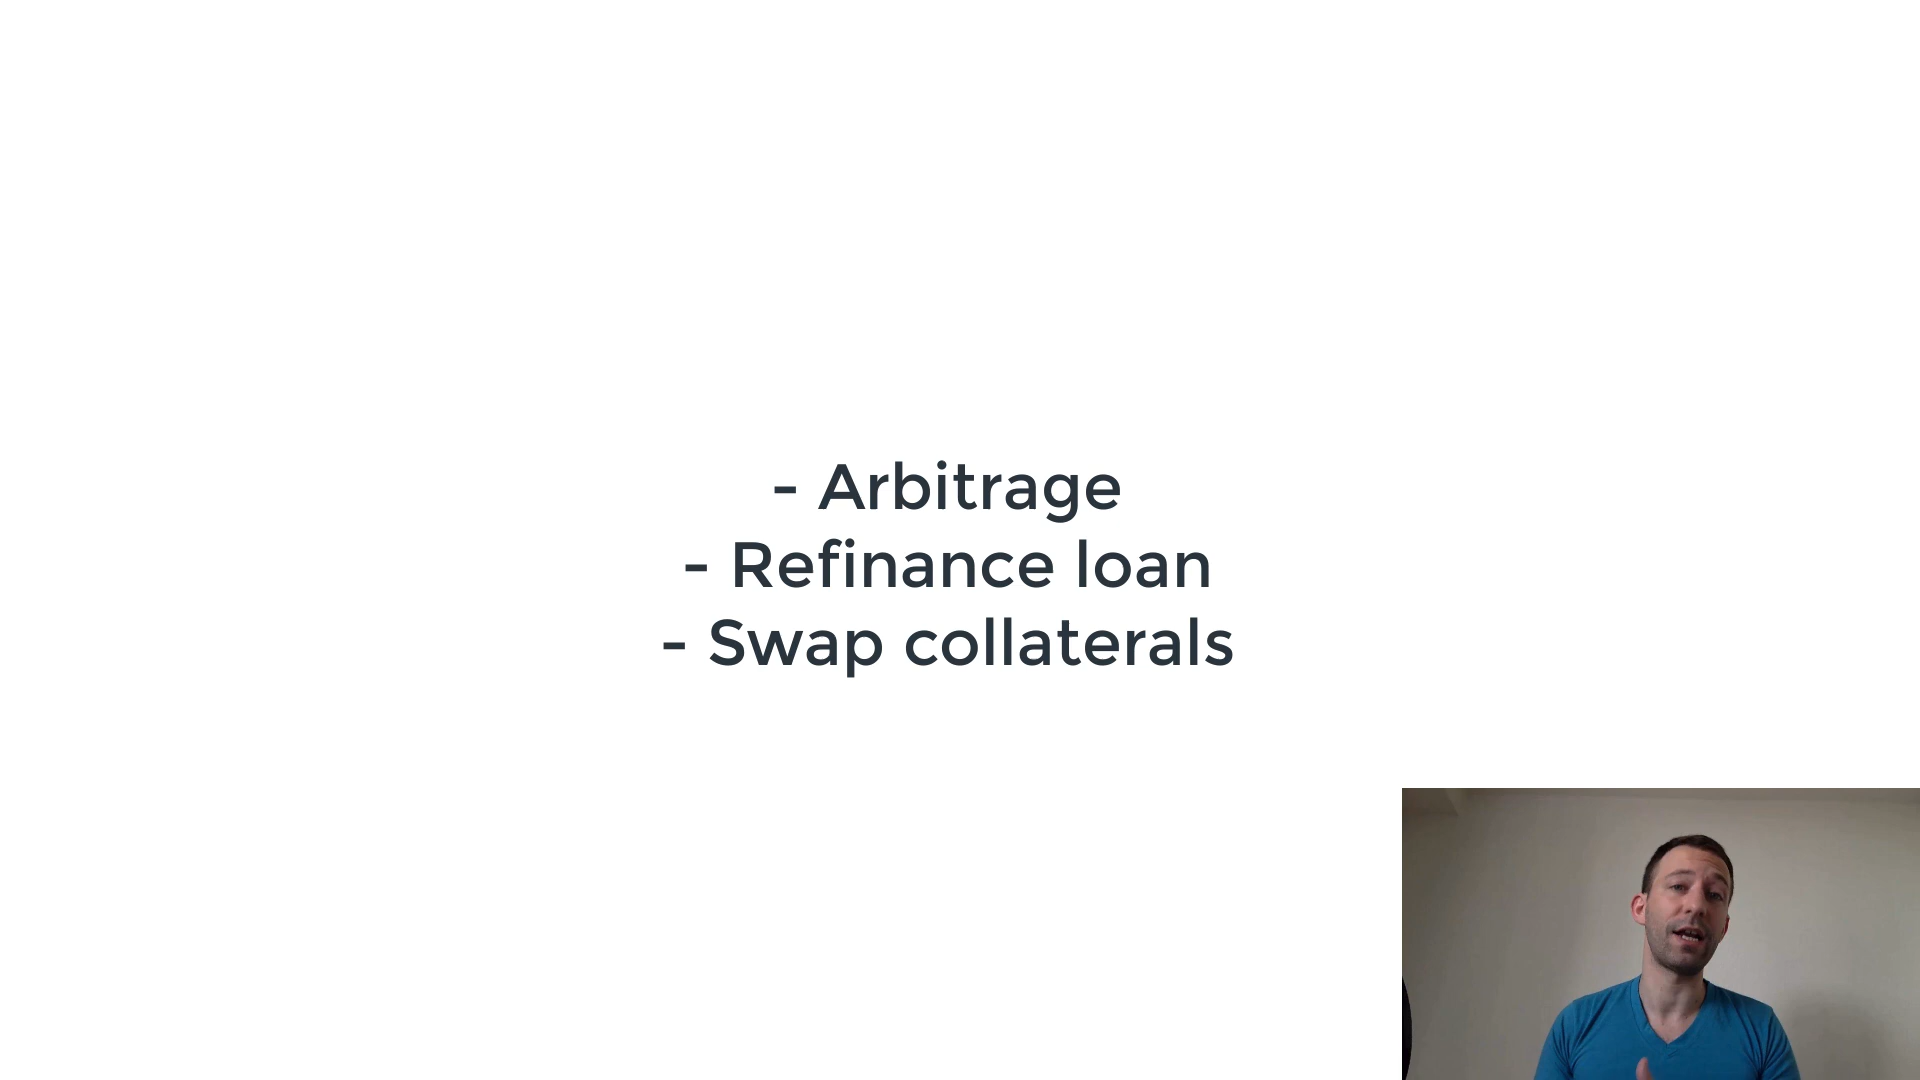 - Arbitrage
- Refinance loan
- Swap collaterals